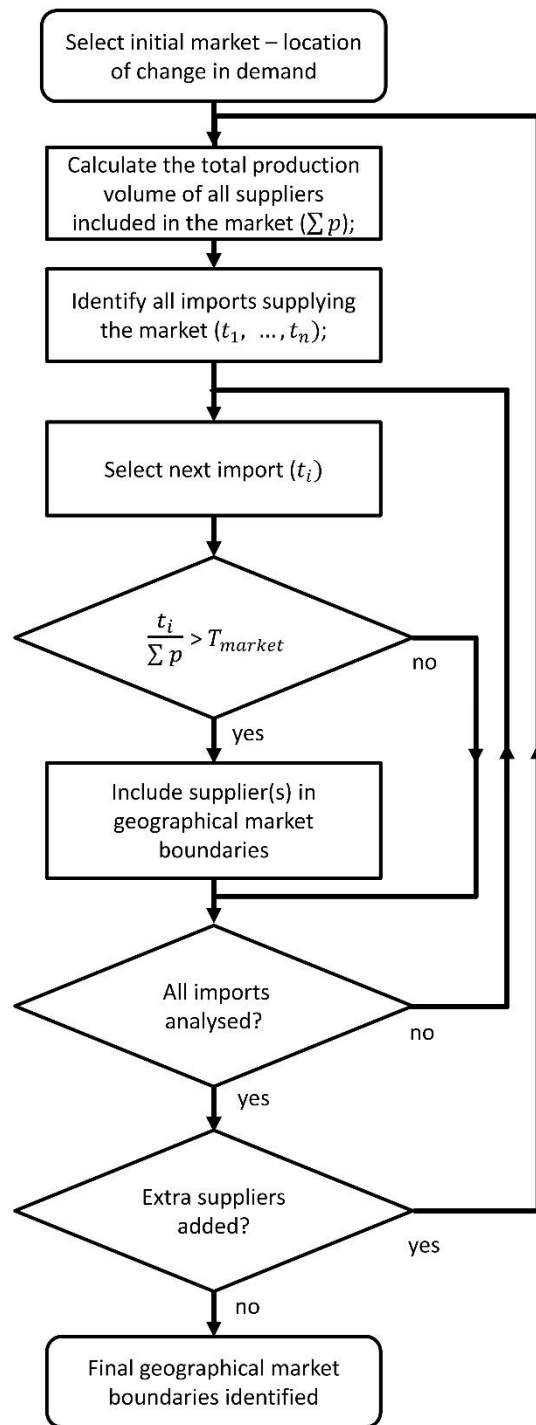 Select initial market – location
of change in demand
Calculate the total production
volume of all suppliers
included in the market (∑ p);
Identify all imports supplying
the market (t₁, …, tₙ);
Select next import (tᵢ)
tᵢ
∑ p
> T_market
no
yes
Include supplier(s) in
geographical market
boundaries
All imports
analysed?
no
yes
Extra suppliers
added?
yes
no
Final geographical market
boundaries identified